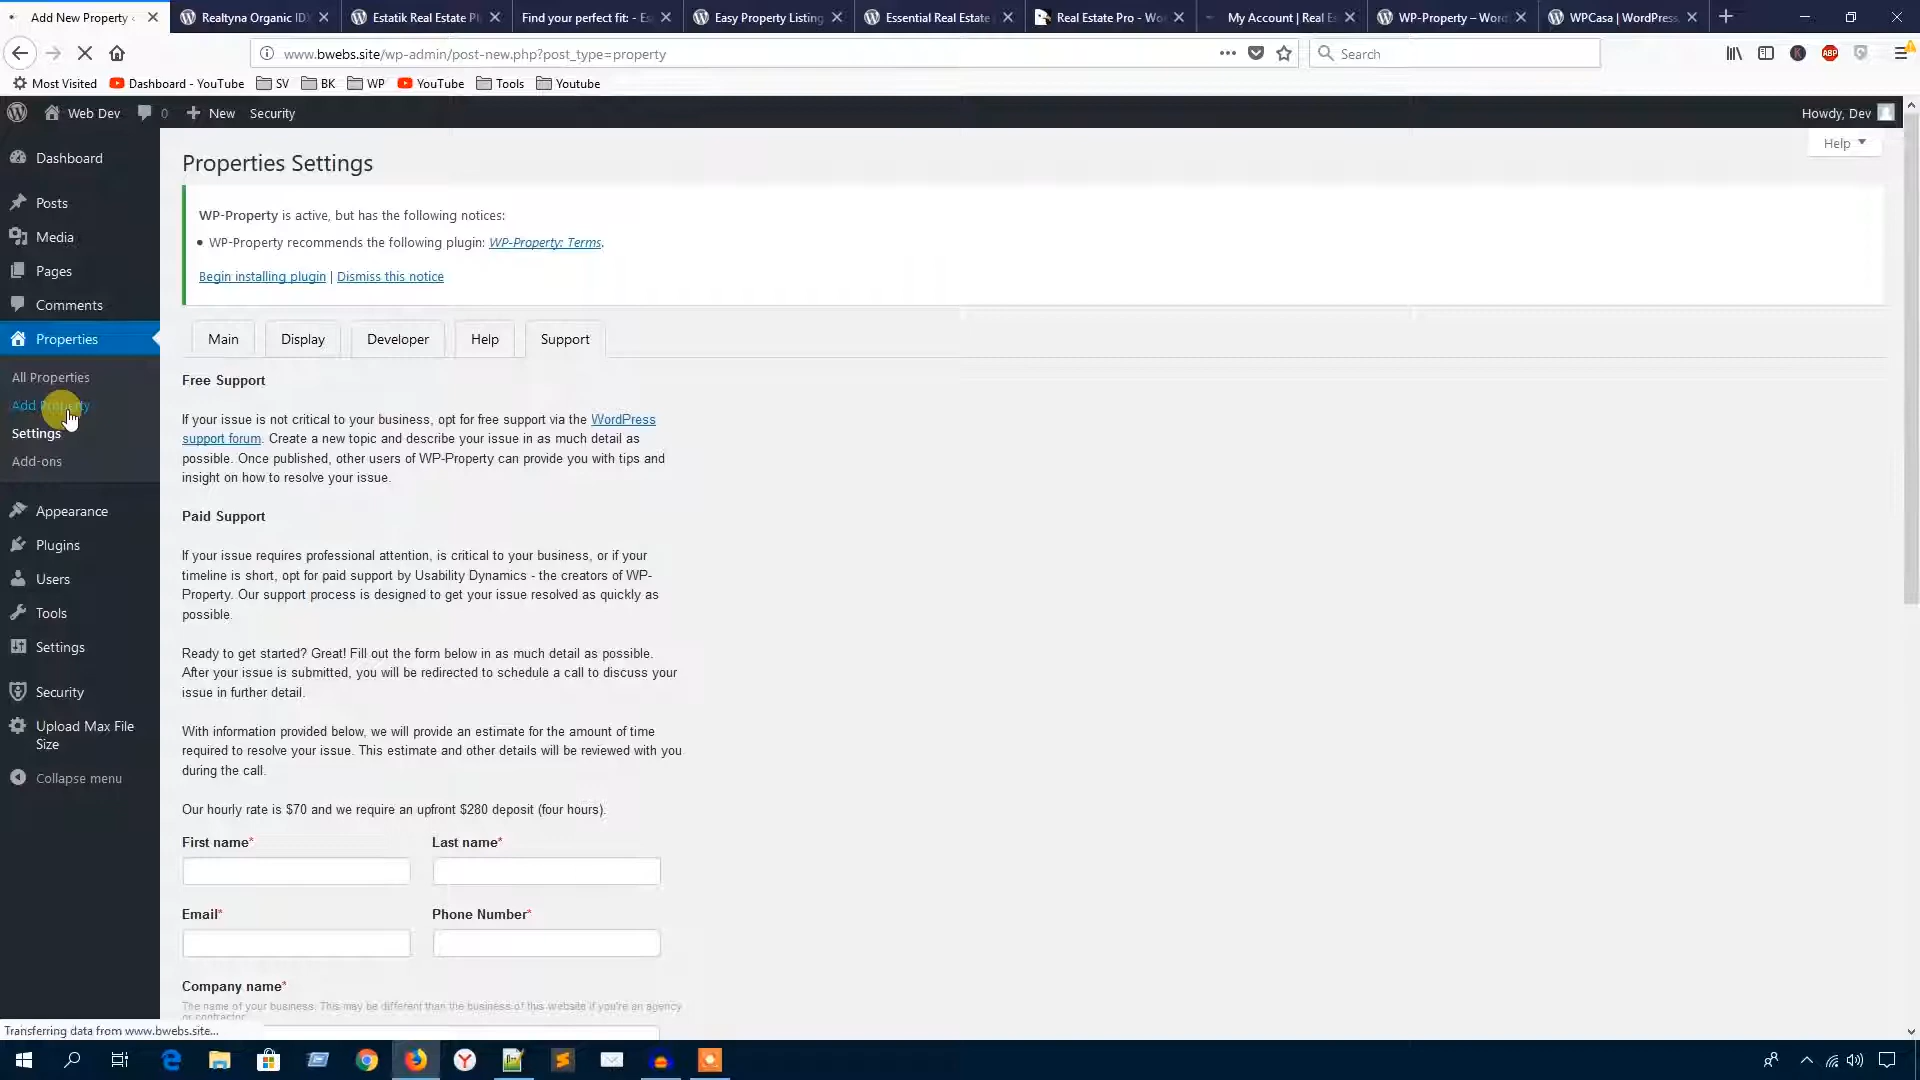 Add New Property ‹
Realtyna Organic IDX
Estatik Real Estate Pl
Find your perfect fit: - Es
Easy Property Listing
Essential Real Estate
Real Estate Pro - Wo
My Account | Real E
WP-Property – Word
WPCasa | WordPress
www.bwebs.site/wp-admin/post-new.php?post_type=property
Search
Most Visited
Dashboard - YouTube
SV
BK
WP
YouTube
Tools
Youtube
Web Dev
0
New
Security
Howdy, Dev
Help
Dashboard
Posts
Media
Pages
Comments
Properties
All Properties
Add Property
Settings
Add-ons
Appearance
Plugins
Users
Tools
Settings
Security
Upload Max File
Size
Collapse menu
Properties Settings
WP-Property is active, but has the following notices:
WP-Property recommends the following plugin: WP-Property: Terms.
Begin installing plugin | Dismiss this notice
Main
Display
Developer
Help
Support
Free Support
If your issue is not critical to your business, opt for free support via the WordPress
support forum. Create a new topic and describe your issue in as much detail as
possible. Once published, other users of WP-Property can provide you with tips and
insight on how to resolve your issue.
Paid Support
If your issue requires professional attention, is critical to your business, or if your
timeline is short, opt for paid support by Usability Dynamics - the creators of WP-
Property. Our support process is designed to get your issue resolved as quickly as
possible.
Ready to get started? Great! Fill out the form below in as much detail as possible.
After your issue is submitted, you will be redirected to schedule a call to discuss your
issue in further detail.
With information provided below, we will provide an estimate for the amount of time
required to resolve your issue. This estimate and other details will be reviewed with you
during the call.
Our hourly rate is $70 and we require an upfront $280 deposit (four hours).
First name*
Last name*
Email*
Phone Number*
Company name*
The name of your business. This may be different than the business of this website if you're an agency
or contractor.
Transferring data from www.bwebs.site...